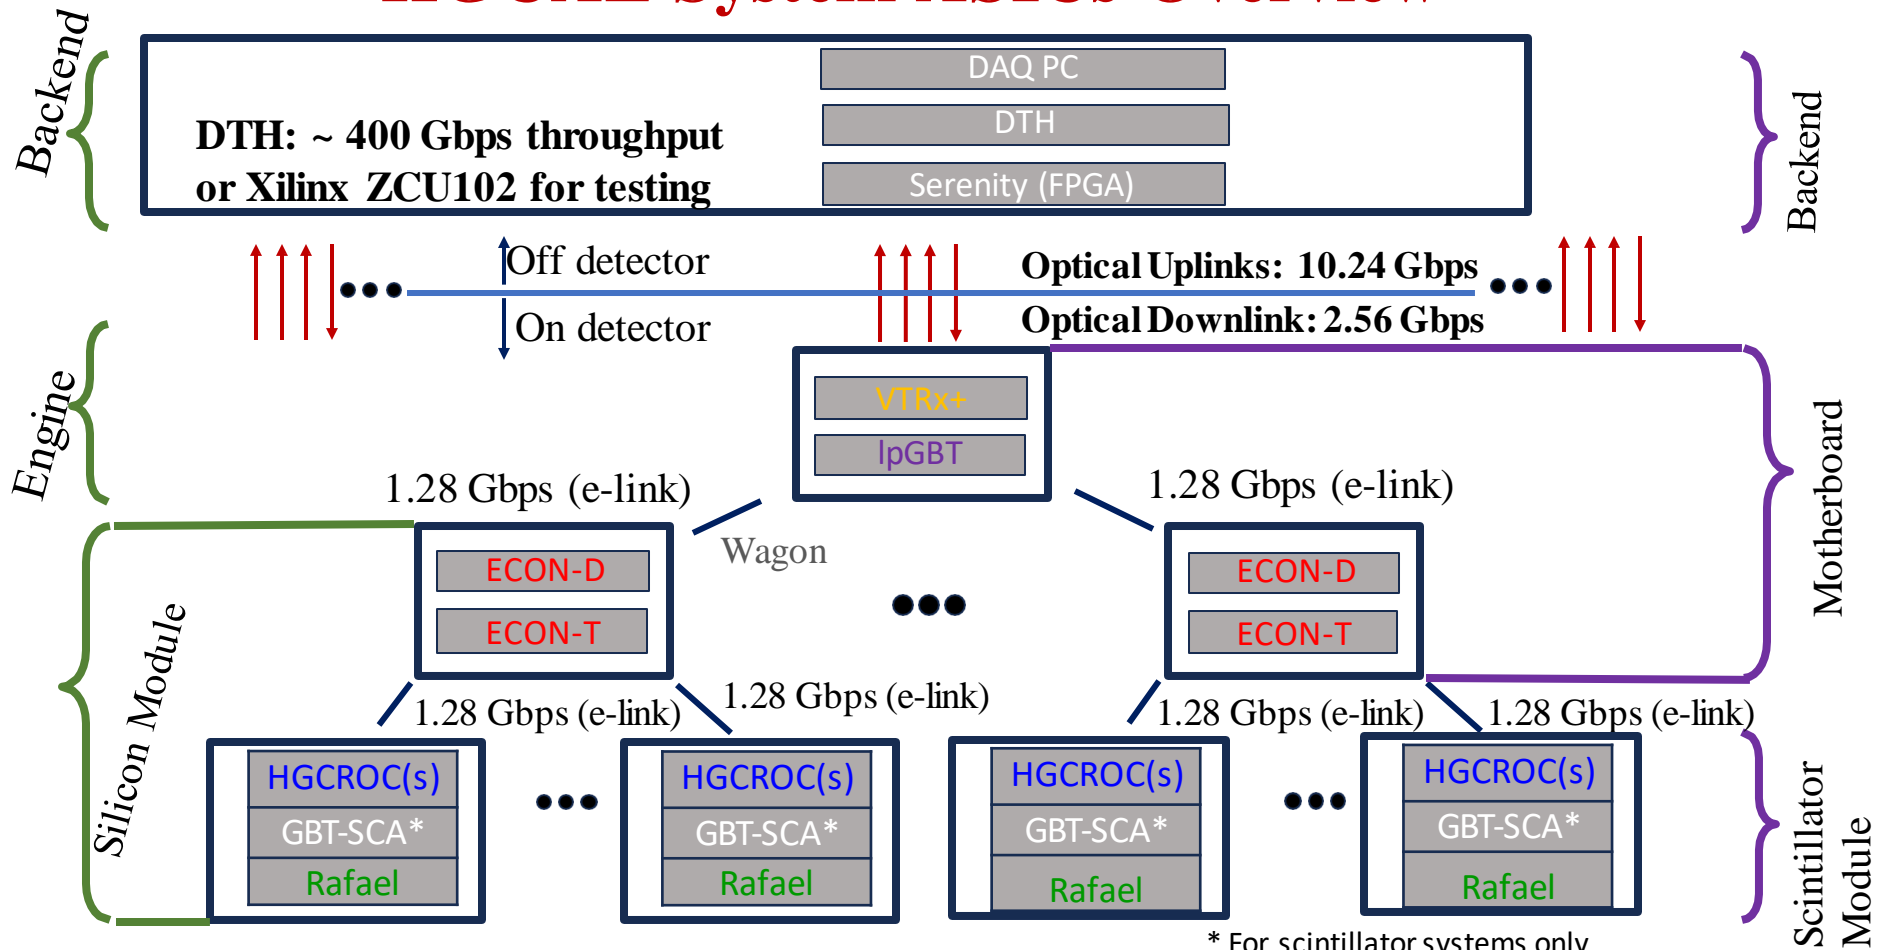 HGCAL System ASICs Overview
Backend
DAQ PC
DTH
Serenity (FPGA)
DTH: ~ 400 Gbps throughput
or Xilinx ZCU102 for testing
Backend
Off detector
On detector
Optical Uplinks: 10.24 Gbps
Optical Downlink: 2.56 Gbps
Engine
VTRx+
lpGBT
Motherboard
1.28 Gbps (e-link)
1.28 Gbps (e-link)
Wagon
ECON-D
ECON-T
ECON-D
ECON-T
Silicon Module
1.28 Gbps (e-link)
1.28 Gbps (e-link)
1.28 Gbps (e-link)
1.28 Gbps (e-link)
HGCROC(s)
GBT-SCA*
Rafael
HGCROC(s)
GBT-SCA*
Rafael
HGCROC(s)
GBT-SCA*
Rafael
HGCROC(s)
GBT-SCA*
Rafael
Scintillator
Module
* For scintillator systems only